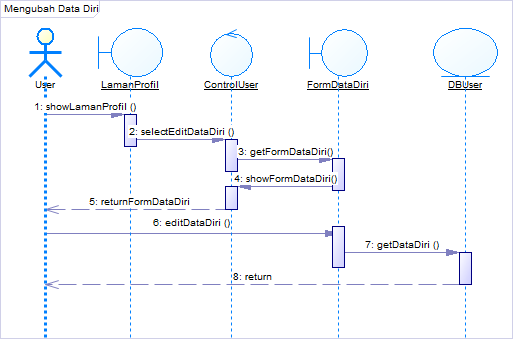 Mengubah Data Diri
User
LamanProfil
ControlUser
FormDataDiri
DBUser
1: showLamanProfil ()
2: selectEditDataDiri ()
3: getFormDataDiri()
4: showFormDataDiri()
5: returnFormDataDiri
6: editDataDiri ()
7: getDataDiri ()
8: return